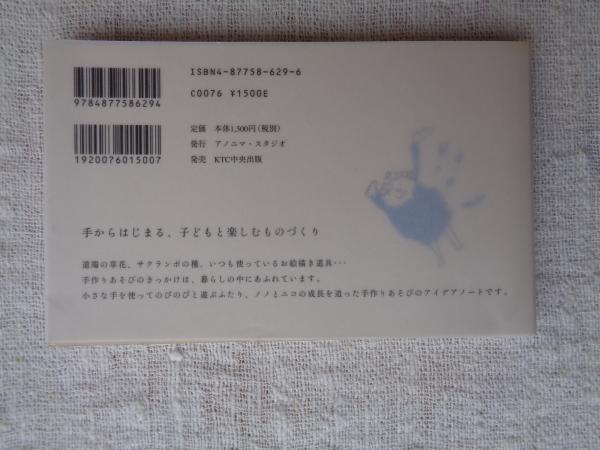 ISBN4-87758-629-6
9784877586294
C0076 ¥1500E
1920076015007
定価 本体1,500円(税別)
発行 アノニマ・スタジオ
発売 KTC中央出版
手からはじまる、子どもと楽しむものづくり
道端の草花、サクランボの種、いつも使っているお絵描き道具・・・
手作りあそびのきっかけは、暮らしの中にあふれています。
小さな手を使ってのびのびと遊ぶふたり、ノノとニコの成長を追った手作りあそびのアイデアノートです。